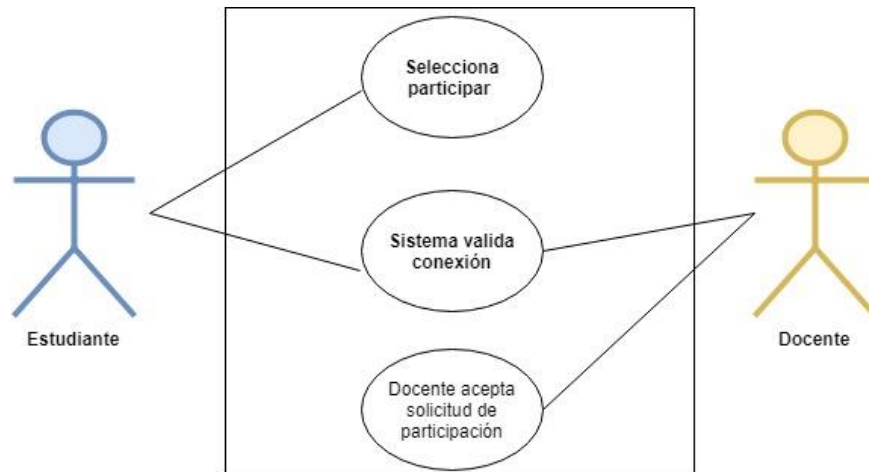 Selecciona
participar
Sistema valida
conexión
Estudiante
Docente
Docente acepta
solicitud de
participación